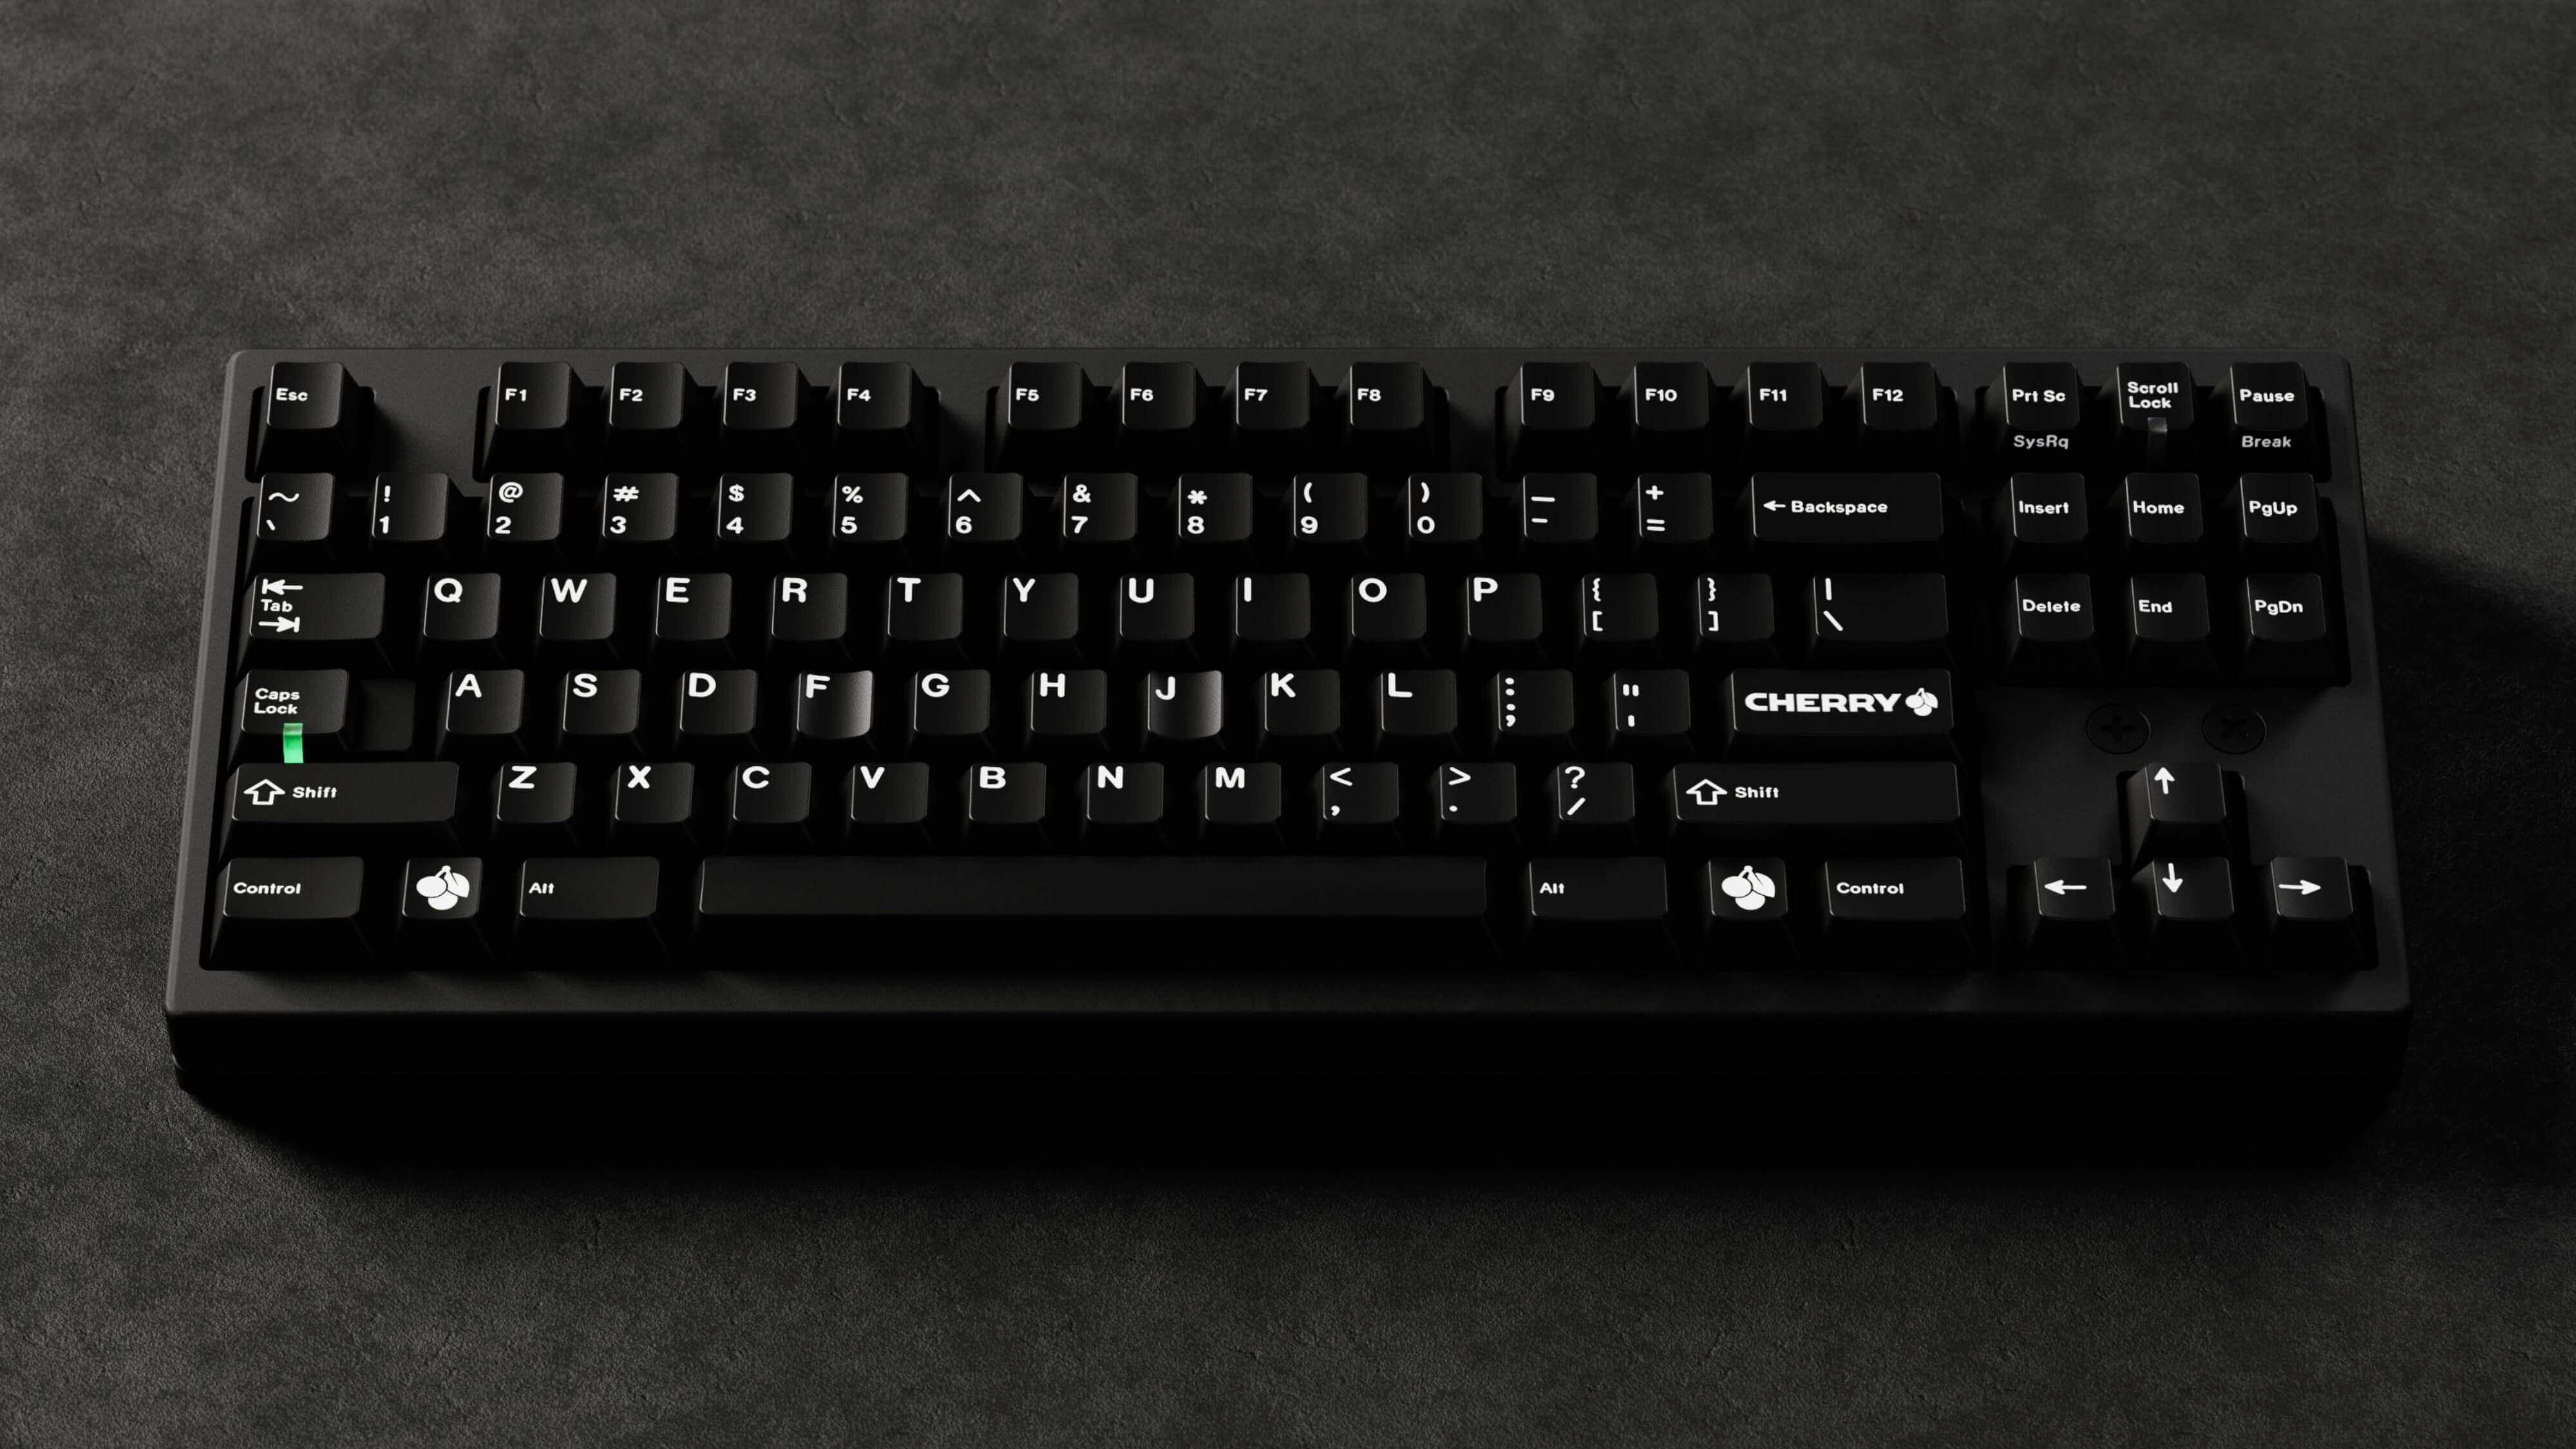 Esc F1 F2 F3 F4 F5 F6 F7 F8 F9 F10 F11 F12 Prt Sc Scroll Lock Pause
SysRq Break
~ ! @ # $ % ^ & * ( ) — +
` 1 2 3 4 5 6 7 8 9 0 - = ← Backspace Insert Home PgUp
Tab Q W E R T Y U I O P { } |
[ ] \ Delete End PgDn
Caps Lock A S D F G H J K L : " CHERRY
; '
⇧ Shift Z X C V B N M < > ? ⇧ Shift ↑
, . /
Control Alt Alt Control ← ↓ →